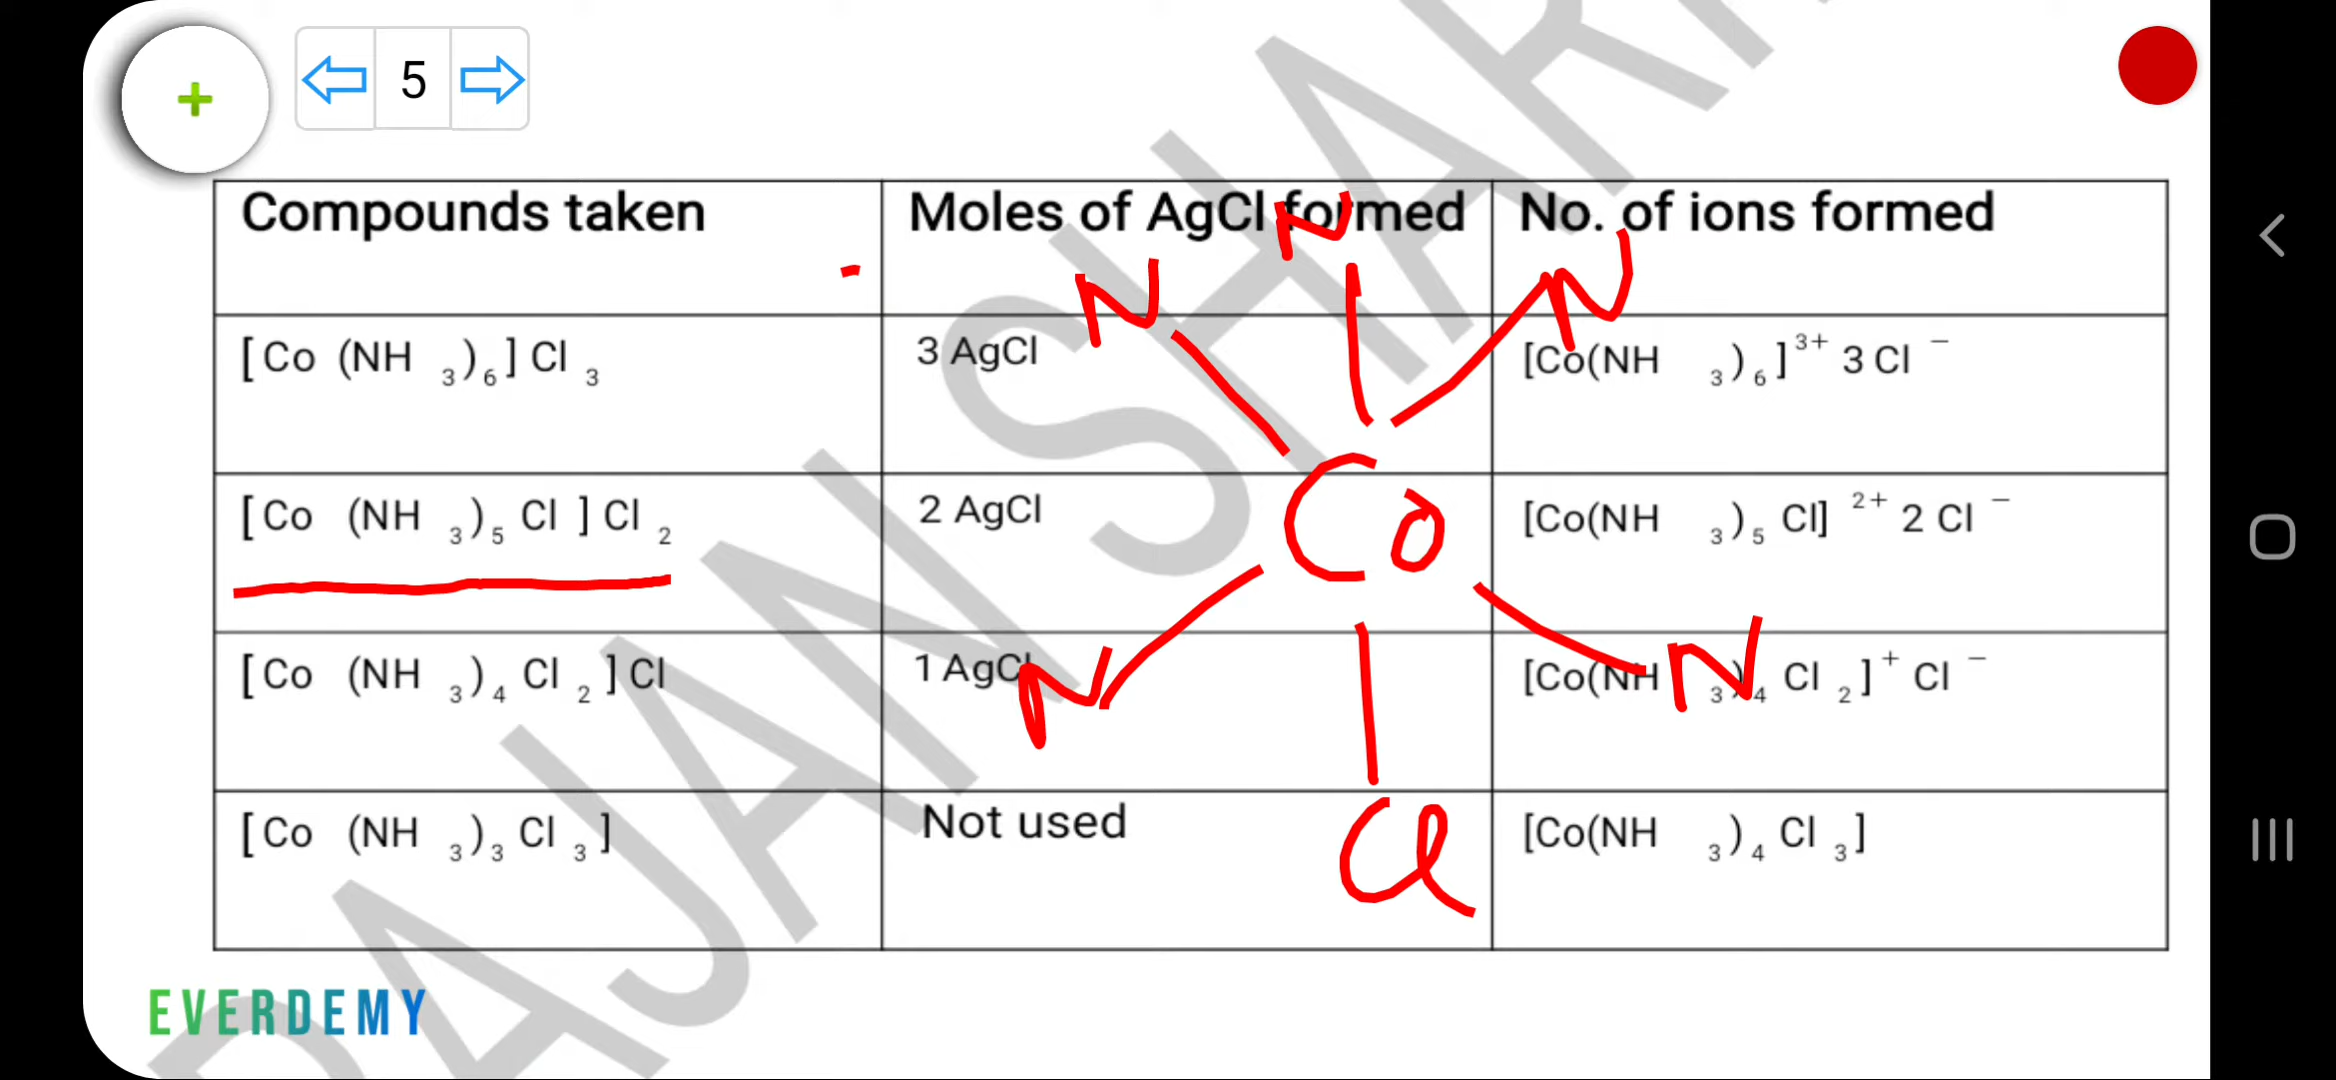 +
5
Compounds taken
Moles of AgCl formed
No. of ions formed
[Co (NH3)6]Cl3
3 AgCl
[Co(NH3)6]3+ 3 Cl−
[Co (NH3)5 Cl]Cl2
2 AgCl
[Co(NH3)5 Cl] 2+ 2 Cl−
[Co (NH3)4 Cl2]Cl
1 AgCl
[Co(NH3)4 Cl2]+ Cl−
[Co (NH3)3 Cl3]
Not used
[Co(NH3)4 Cl3]
N
N
N
Co
N
N
Cl
EVERDEMY